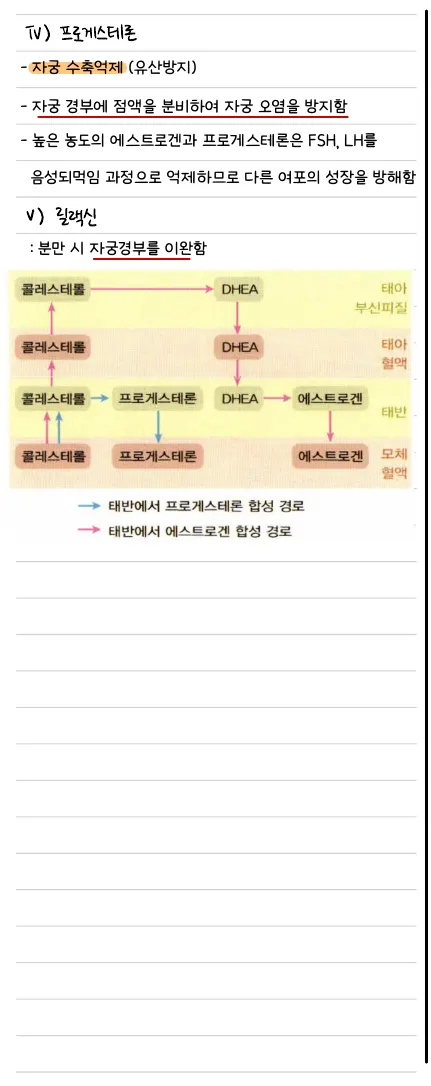 IV) 프로게스테론
- 자궁 수축억제 (유산방지)
- 자궁 경부에 점액을 분비하여 자궁 오염을 방지함
- 높은 농도의 에스트로겐과 프로게스테론은 FSH, LH를
음성되먹임 과정으로 억제하므로 다른 여포의 성장을 방해함
V) 릴랙신
: 분만 시 자궁경부를 이완함
콜레스테롤 DHEA 태아
부신피질
콜레스테롤 DHEA 태아
혈액
콜레스테롤 프로게스테론 DHEA 에스트로겐 태반
콜레스테롤 프로게스테론 에스트로겐 모체
혈액
태반에서 프로게스테론 합성 경로
태반에서 에스트로겐 합성 경로